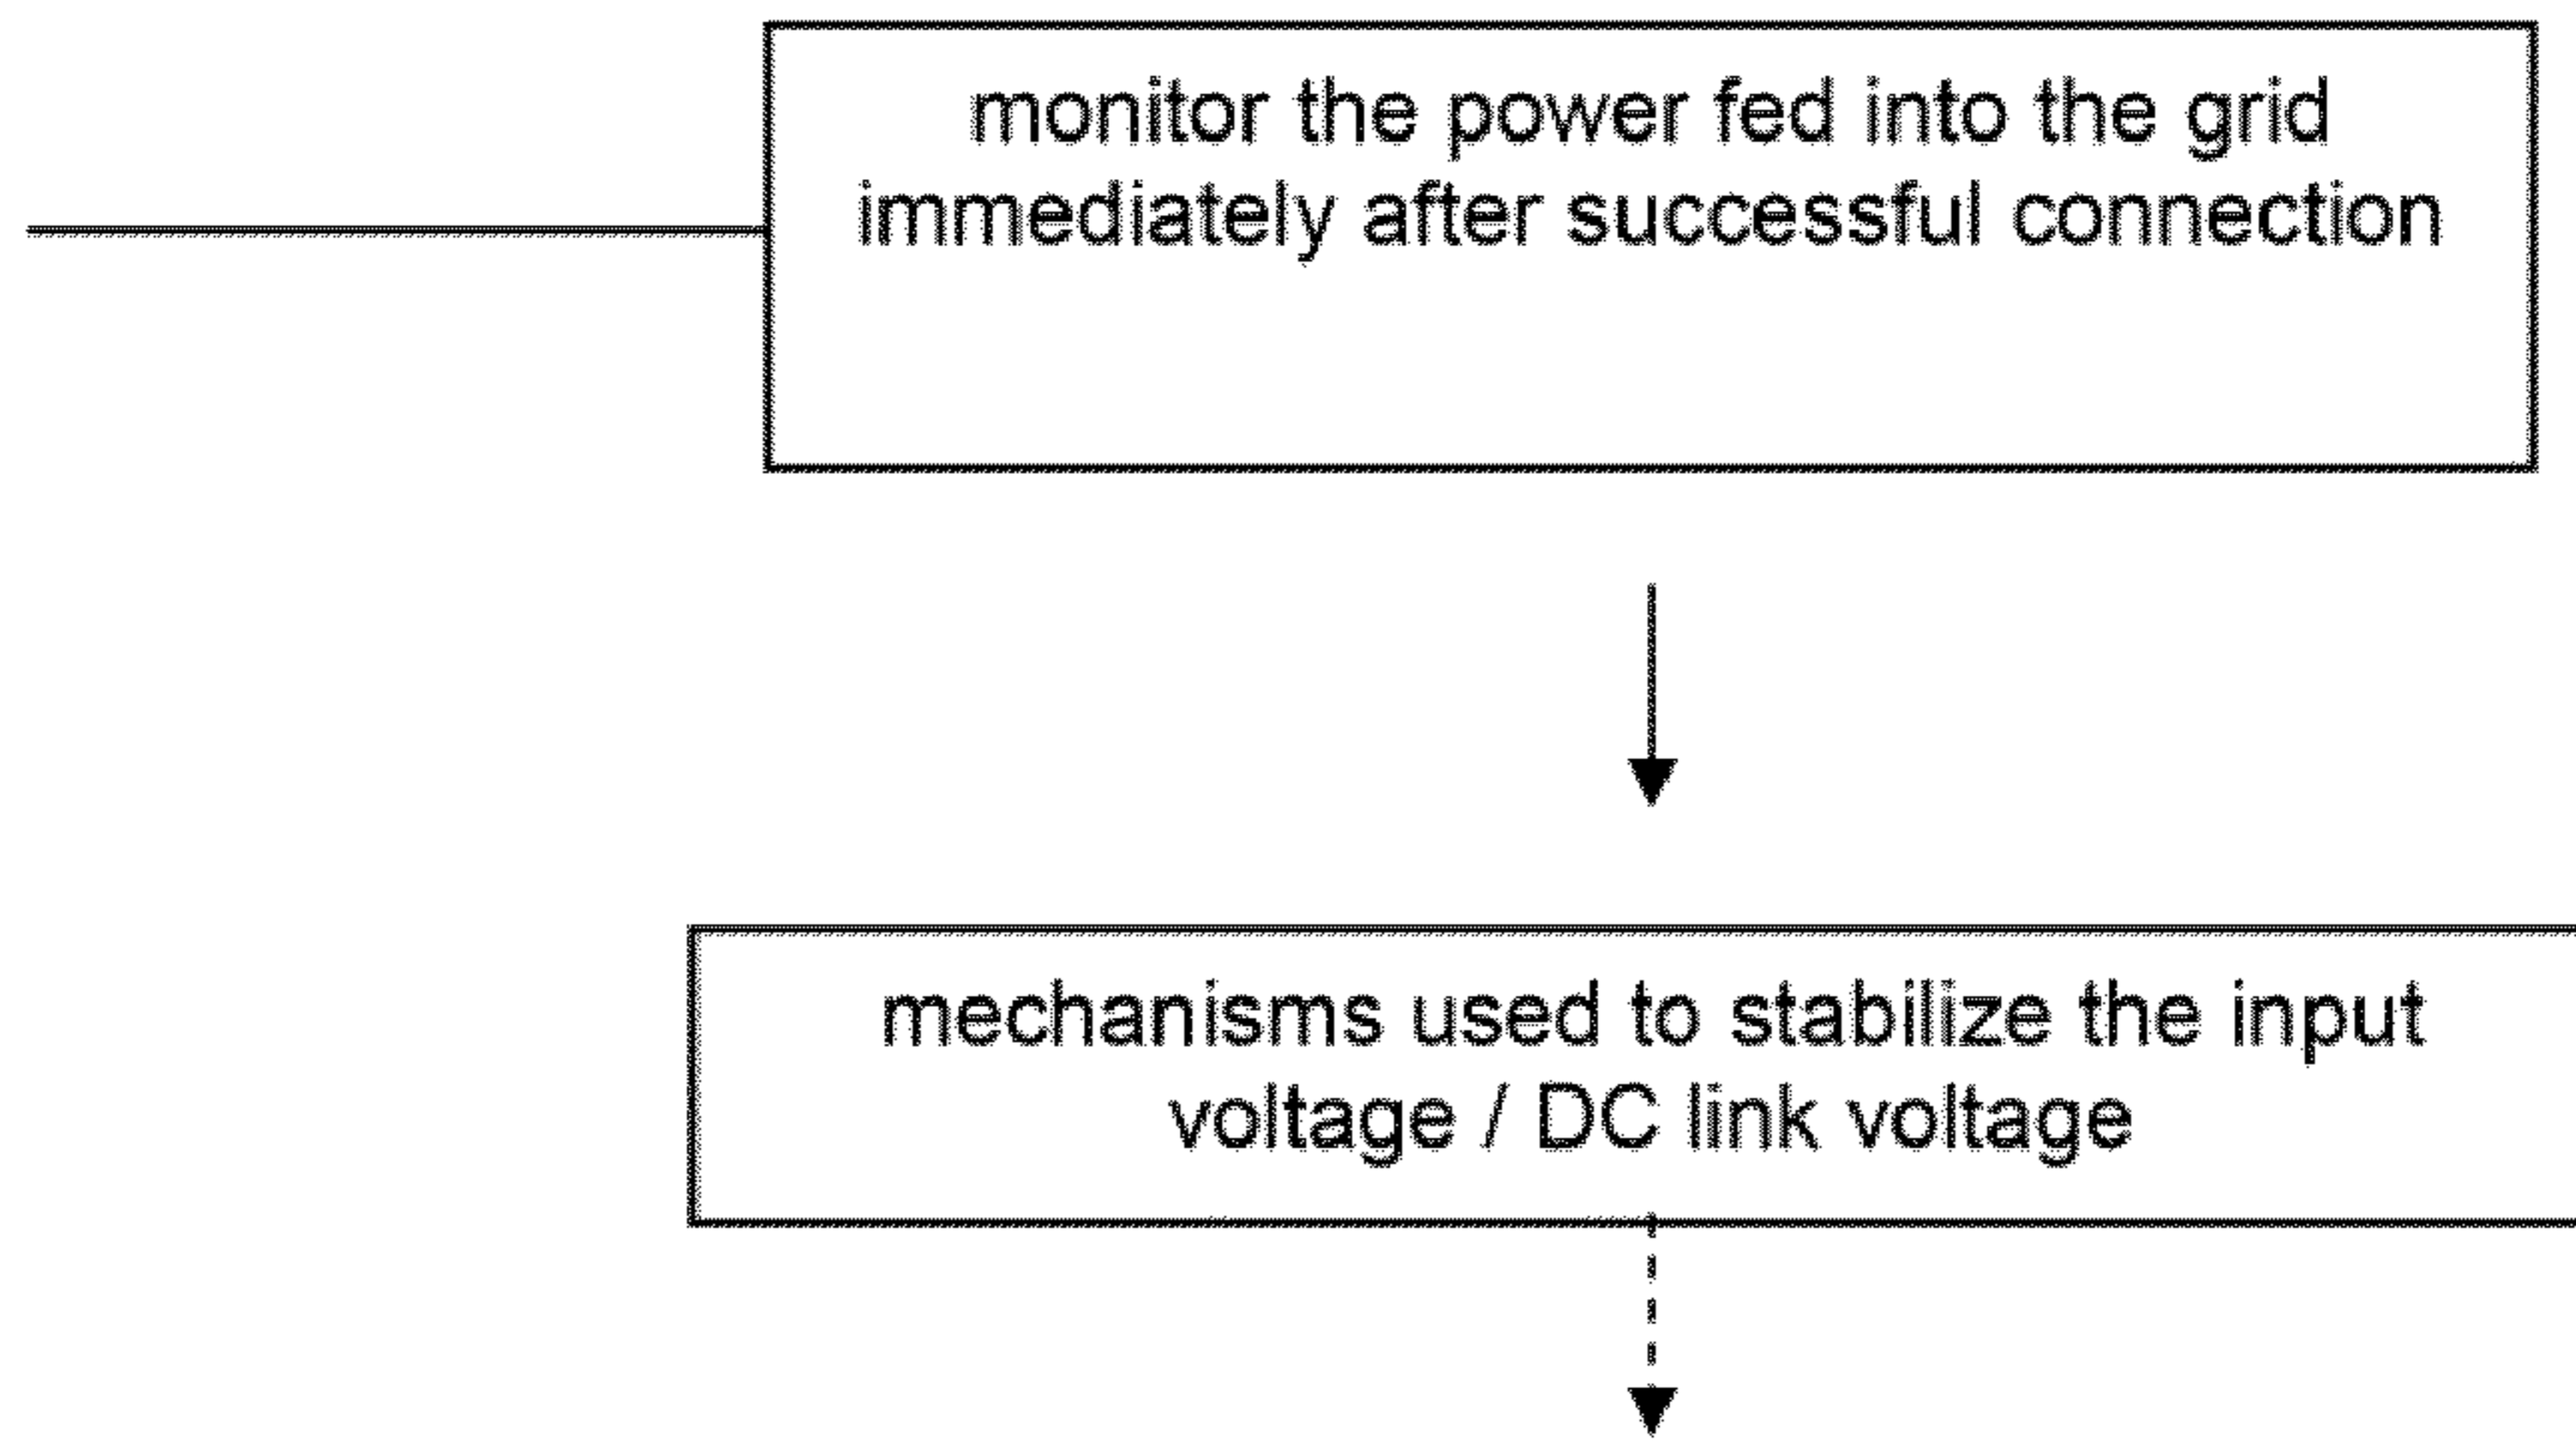 monitor the power fed into the grid
immediately after successful connection
mechanisms used to stabilize the input
voltage / DC link voltage